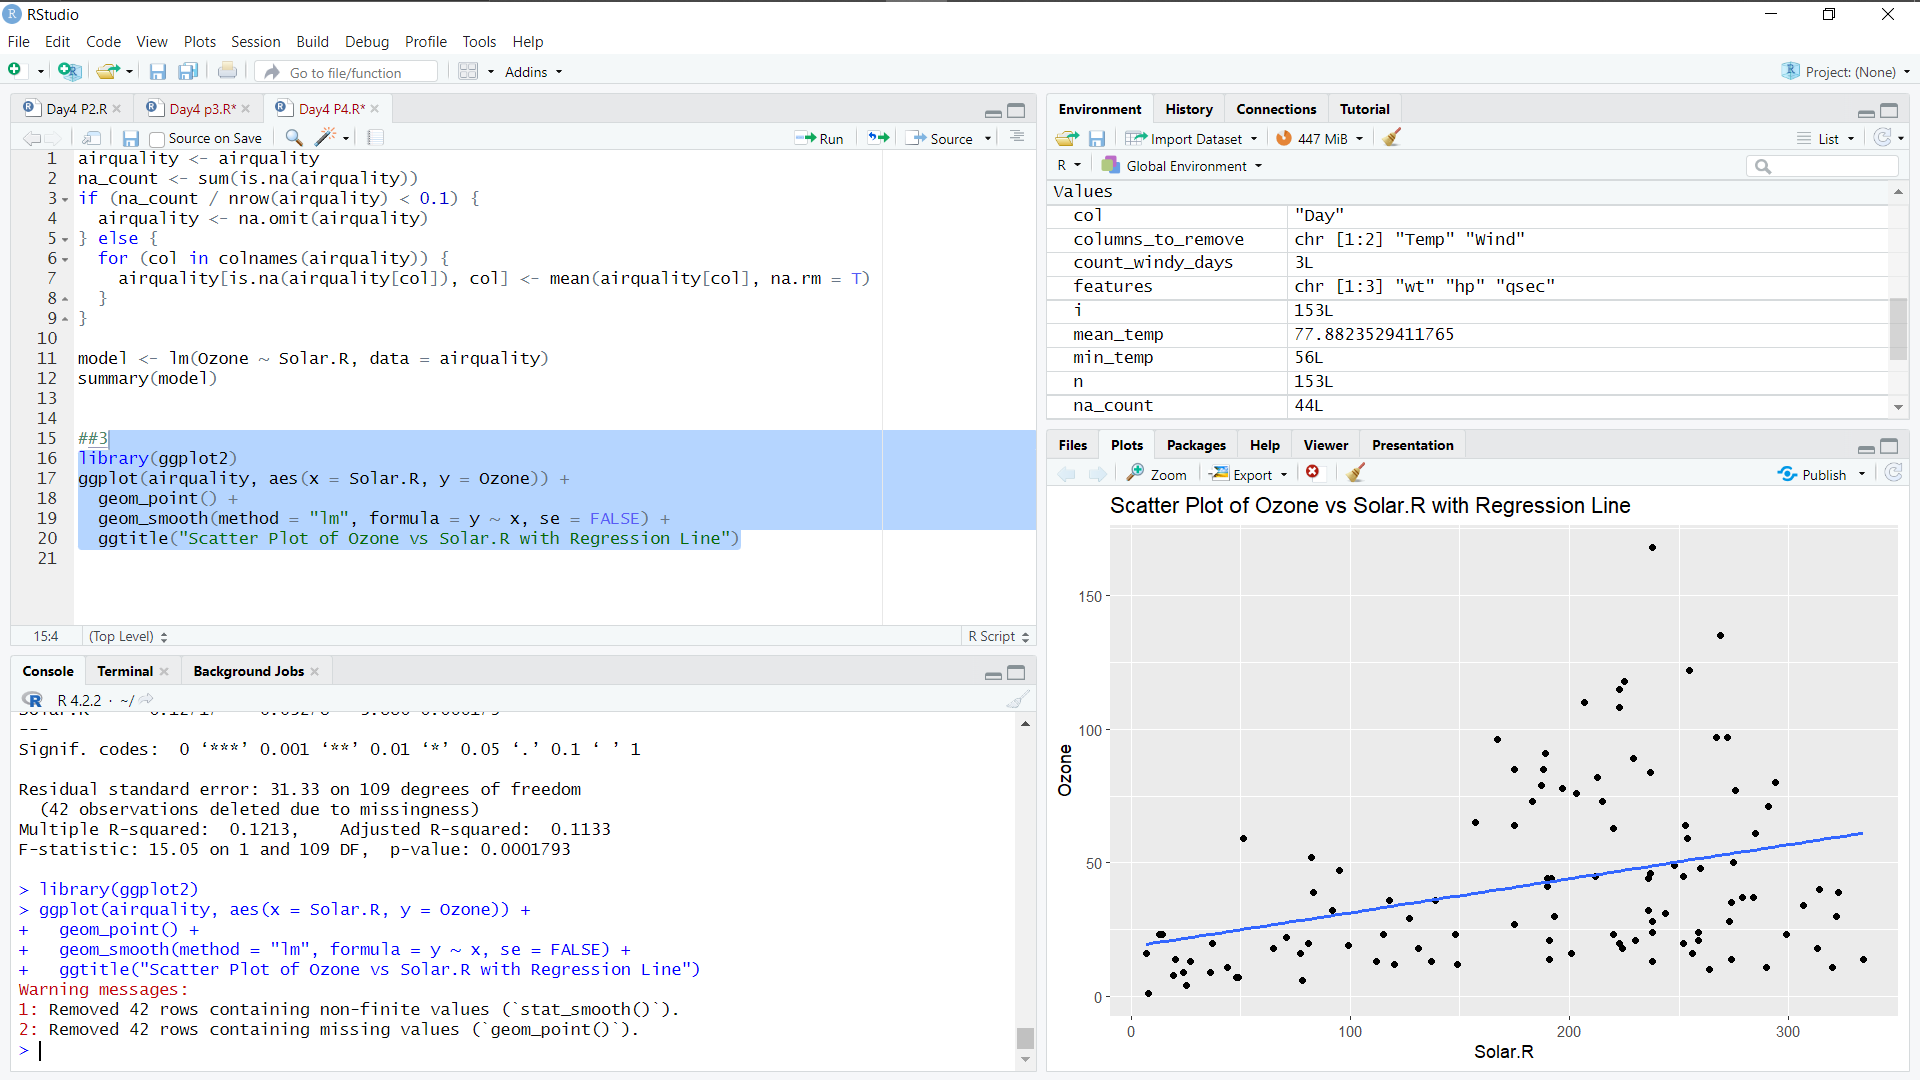 RStudio
File Edit Code View Plots Session Build Debug Profile Tools Help
Go to file/function Addins Project: (None)
Day4 P2.R Day4 p3.R* Day4 P4.R*
Source on Save Run Source
1 airquality <- airquality
2 na_count <- sum(is.na(airquality))
3 if (na_count / nrow(airquality) < 0.1) {
4 airquality <- na.omit(airquality)
5 } else {
6 for (col in colnames(airquality)) {
7 airquality[is.na(airquality[col]), col] <- mean(airquality[col], na.rm = T)
8 }
9 }
10
11 model <- lm(Ozone ~ Solar.R, data = airquality)
12 summary(model)
13
14
15 ##3
16 library(ggplot2)
17 ggplot(airquality, aes(x = Solar.R, y = Ozone)) +
18 geom_point() +
19 geom_smooth(method = "lm", formula = y ~ x, se = FALSE) +
20 ggtitle("Scatter Plot of Ozone vs Solar.R with Regression Line")
21
15:4 (Top Level) R Script
Console Terminal Background Jobs
R 4.2.2 · ~/
---
Signif. codes: 0 ‘***’ 0.001 ‘**’ 0.01 ‘*’ 0.05 ‘.’ 0.1 ‘ ’ 1
Residual standard error: 31.33 on 109 degrees of freedom
(42 observations deleted due to missingness)
Multiple R-squared: 0.1213, Adjusted R-squared: 0.1133
F-statistic: 15.05 on 1 and 109 DF, p-value: 0.0001793
> library(ggplot2)
> ggplot(airquality, aes(x = Solar.R, y = Ozone)) +
+ geom_point() +
+ geom_smooth(method = "lm", formula = y ~ x, se = FALSE) +
+ ggtitle("Scatter Plot of Ozone vs Solar.R with Regression Line")
Warning messages:
1: Removed 42 rows containing non-finite values (`stat_smooth()`).
2: Removed 42 rows containing missing values (`geom_point()`).
>
Environment History Connections Tutorial
Import Dataset 447 MiB List
R Global Environment
Values
col "Day"
columns_to_remove chr [1:2] "Temp" "Wind"
count_windy_days 3L
features chr [1:3] "wt" "hp" "qsec"
i 153L
mean_temp 77.8823529411765
min_temp 56L
n 153L
na_count 44L
Files Plots Packages Help Viewer Presentation
Zoom Export Publish
Scatter Plot of Ozone vs Solar.R with Regression Line
150
100
50
0
Ozone
0 100 200 300
Solar.R